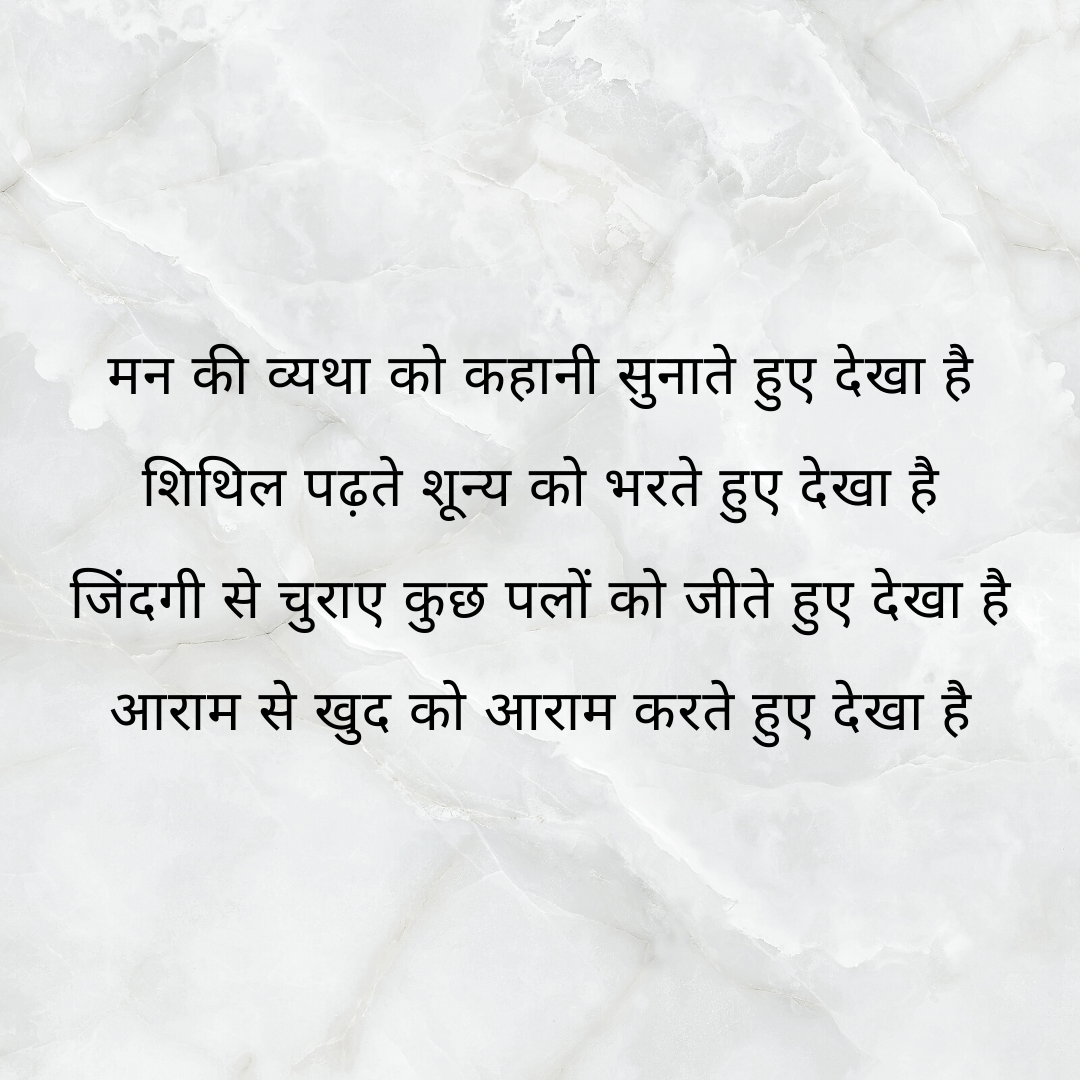 मन की व्यथा को कहानी सुनाते हुए देखा है
शिथिल पढ़ते शून्य को भरते हुए देखा है
जिंदगी से चुराए कुछ पलों को जीते हुए देखा है
आराम से खुद को आराम करते हुए देखा है